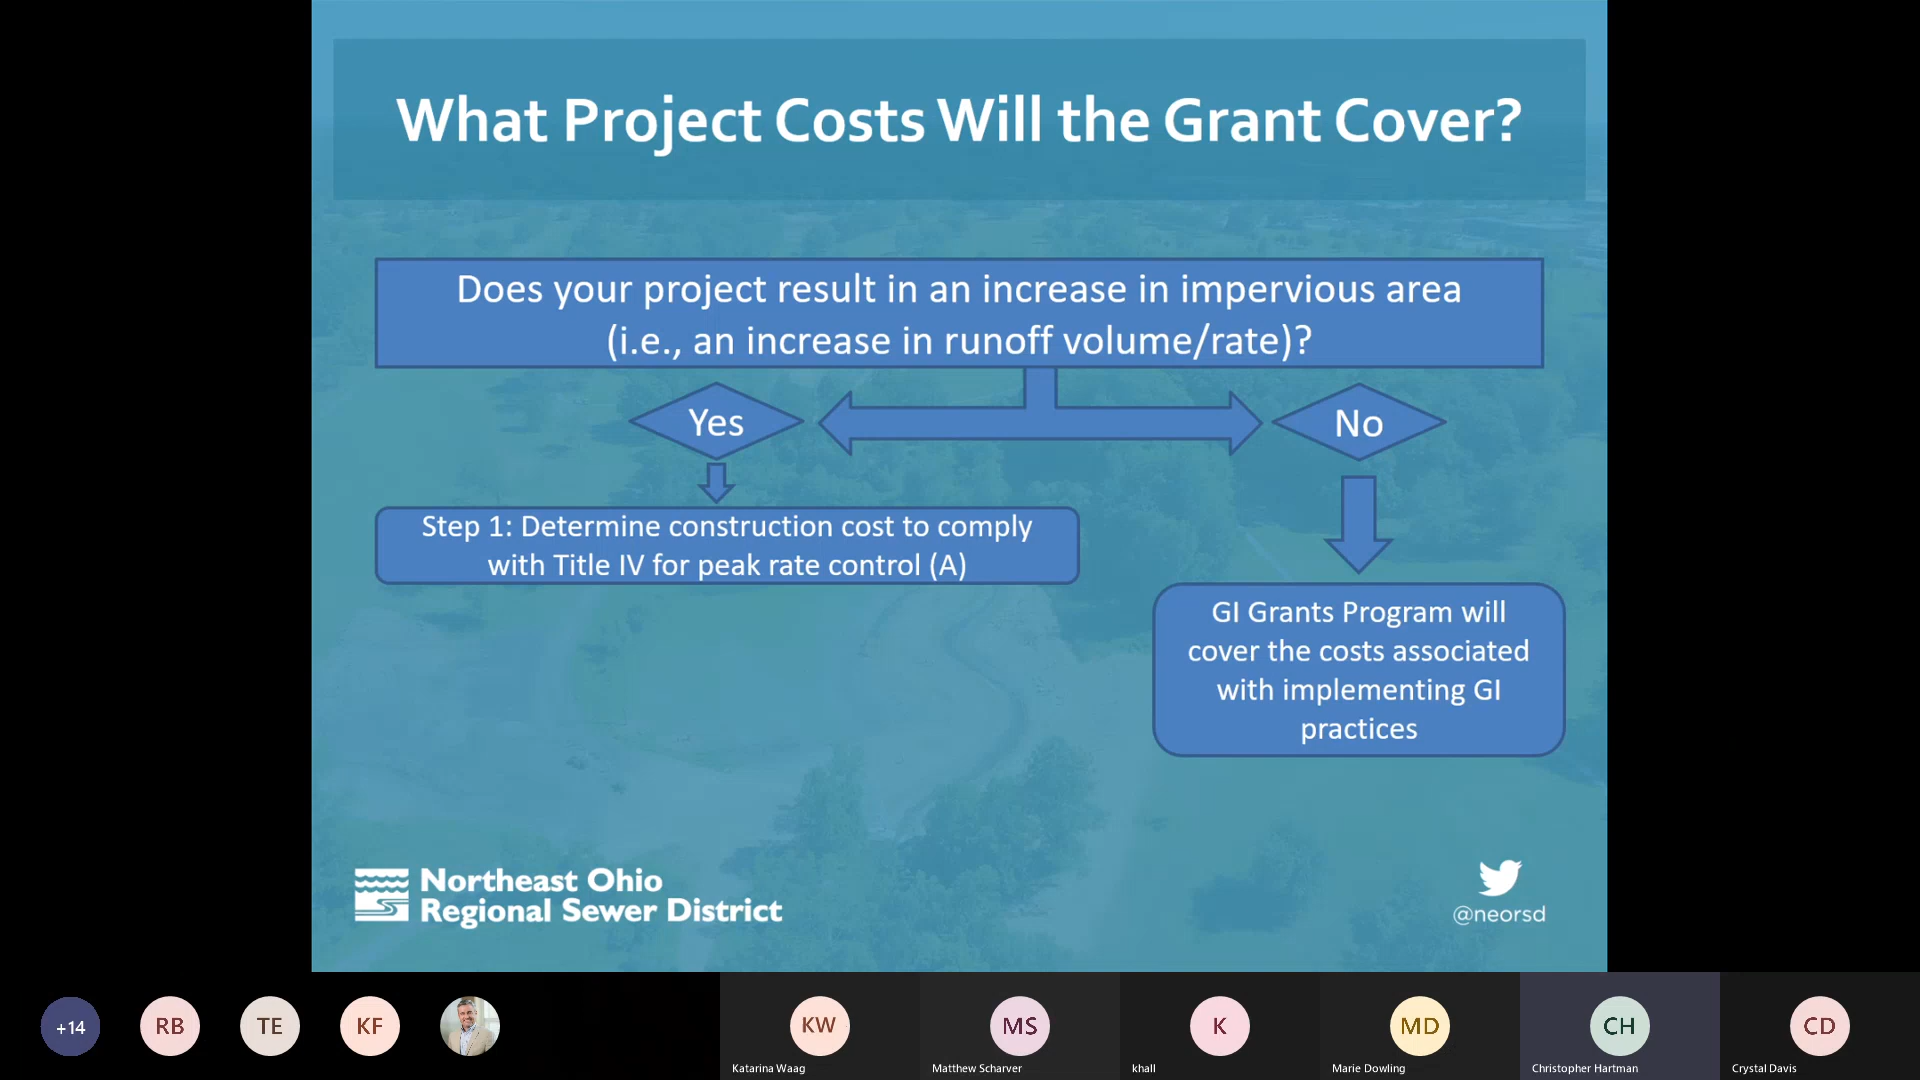 What Project Costs Will the Grant Cover?
Does your project result in an increase in impervious area
(i.e., an increase in runoff volume/rate)?
Yes
No
Step 1: Determine construction cost to comply
with Title IV for peak rate control (A)
GI Grants Program will
cover the costs associated
with implementing GI
practices
Northeast Ohio
Regional Sewer District
@neorsd
+14
RB
TE
KF
KW
Katarina Waag
MS
Matthew Scharver
K
khall
MD
Marie Dowling
CH
Christopher Hartman
CD
Crystal Davis